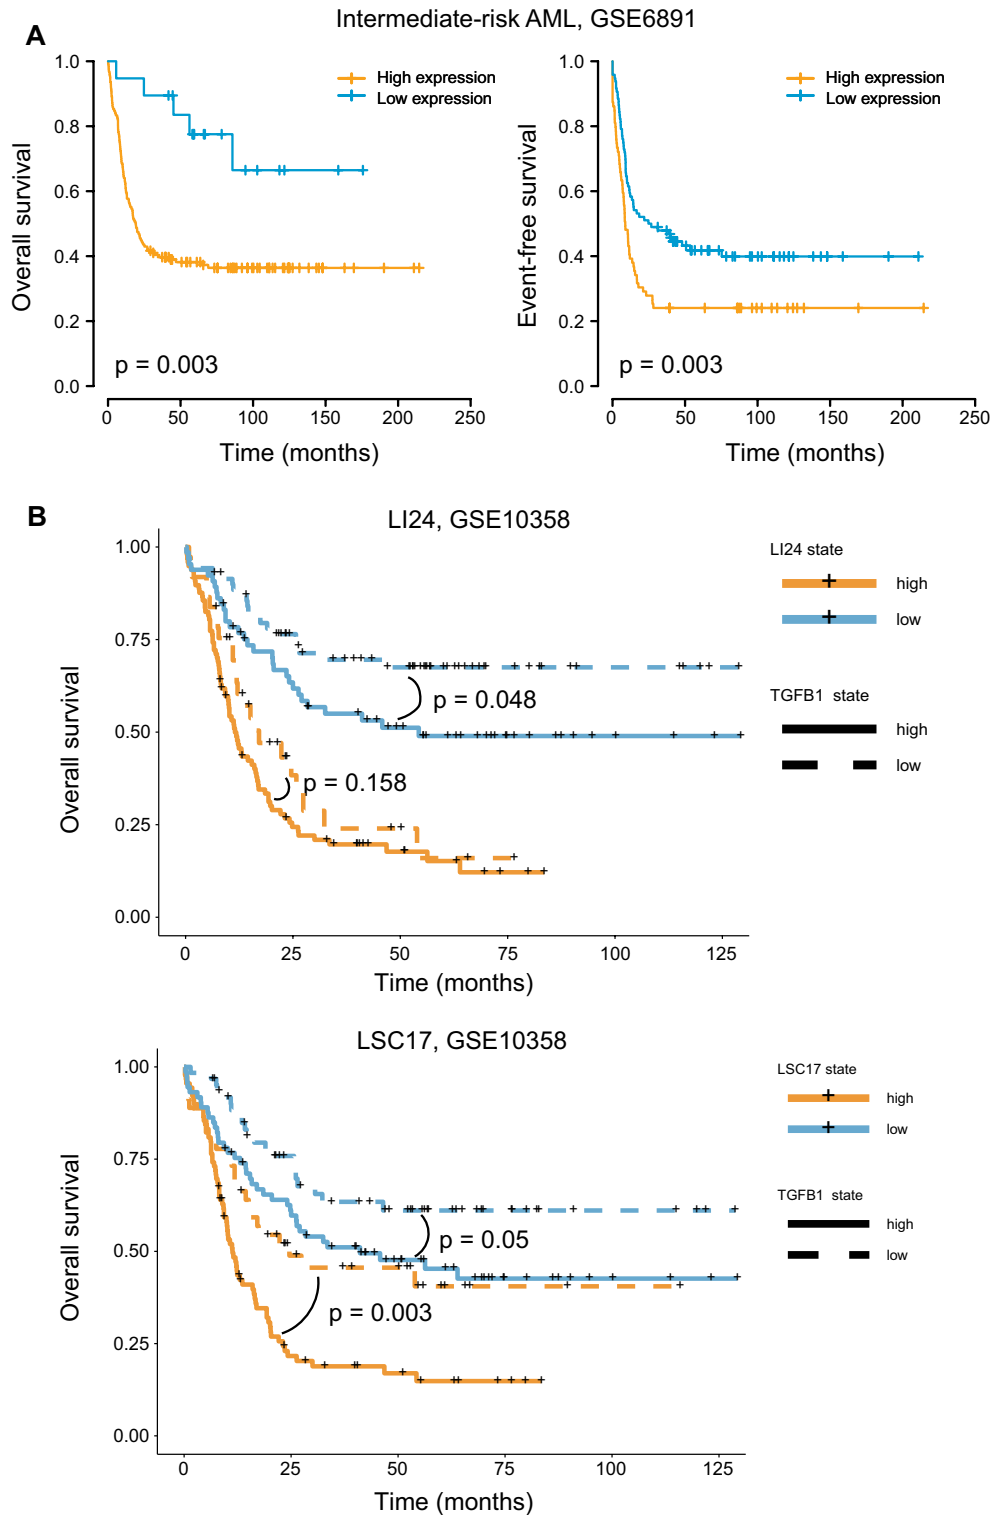 Intermediate-risk AML, GSE6891
A
1.0
0.8
0.6
0.4
0.2
0.0
Overall survival
High expression
Low expression
p = 0.003
0 50 100 150 200 250
Time (months)
1.0
0.8
0.6
0.4
0.2
0.0
Event-free survival
High expression
Low expression
p = 0.003
0 50 100 150 200 250
Time (months)
B
LI24, GSE10358
1.00
0.75
0.50
0.25
0.00
Overall survival
p = 0.048
p = 0.158
0 25 50 75 100 125
Time (months)
LI24 state
high
low
TGFB1 state
high
low
LSC17, GSE10358
1.00
0.75
0.50
0.25
0.00
Overall survival
p = 0.05
p = 0.003
0 25 50 75 100 125
Time (months)
LSC17 state
high
low
TGFB1 state
high
low